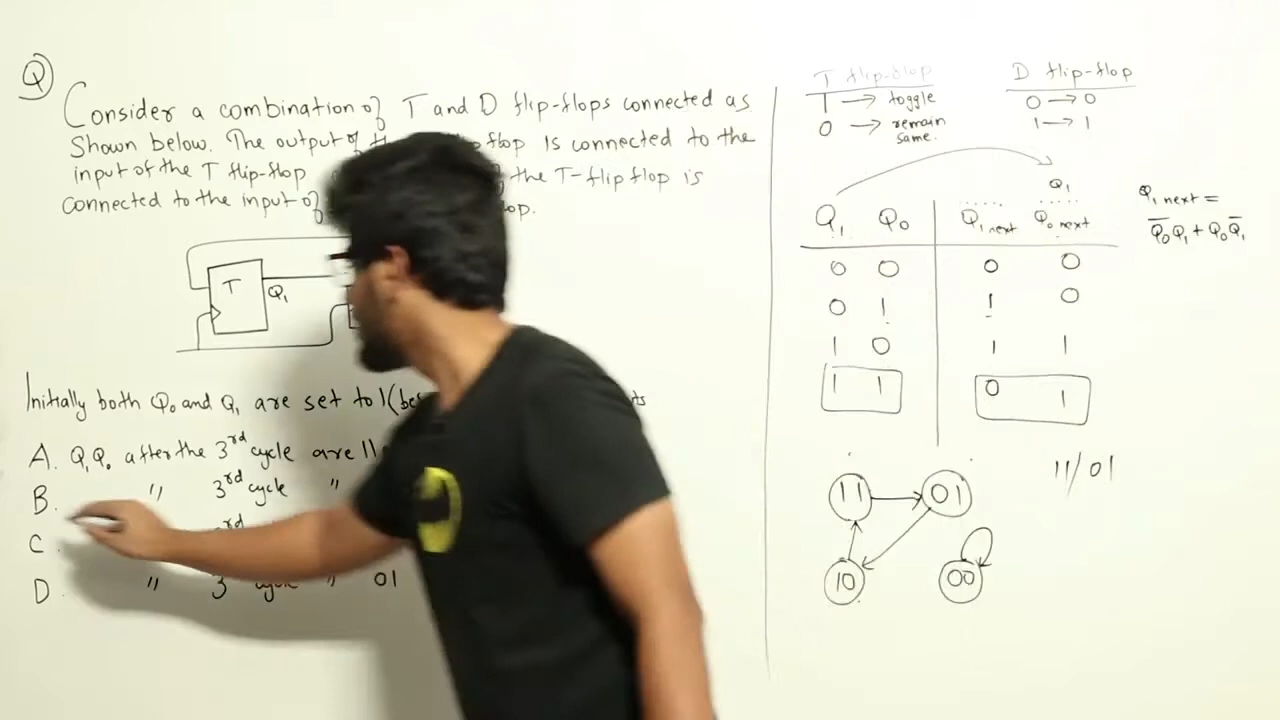 Q
Consider a combination of T and D flip-flops connected as
Shown below. The output of flop is connected to the
input of the T flip-flop the T-flip flop is
connected to the input of
T
Q1
Initially both Q0 and Q1 are set to 1(
A. Q1Q0 after the 3rd cycle are 11
B. " 3rd cycle "
C. rd
D. " 3 cycle " 01
T flip-flop
1 → toggle
0 → remain
same.
D flip-flop
0 → 0
1 → 1
Q1
Q1 Q0 Q1 next Q0 next
0 0 0 0
0 1 1 0
1 0 1 1
1 1 0 1
Q1 next =
Q̅0Q1 + Q0Q̅1
11 01
10 00
11/01